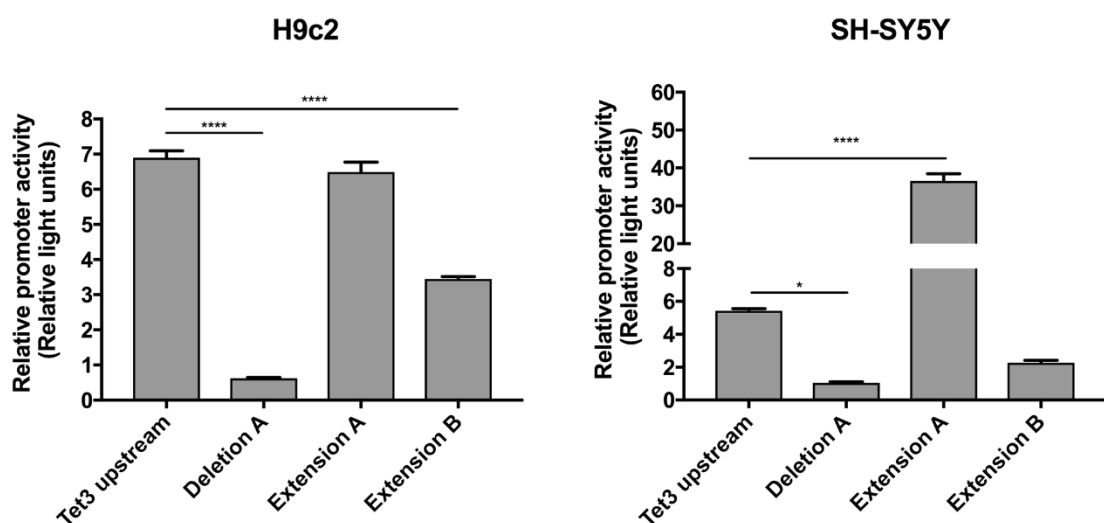 H9c2
Relative promoter activity
(Relative light units)
8
7
6
5
4
3
2
1
0
****
****
Tet3 upstream
Deletion A
Extension A
Extension B
SH-SY5Y
Relative promoter activity
(Relative light units)
60
50
40
30
20
8
6
4
2
0
****
*
Tet3 upstream
Deletion A
Extension A
Extension B